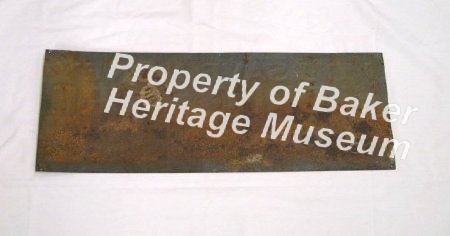 Property of Baker
Heritage Museum